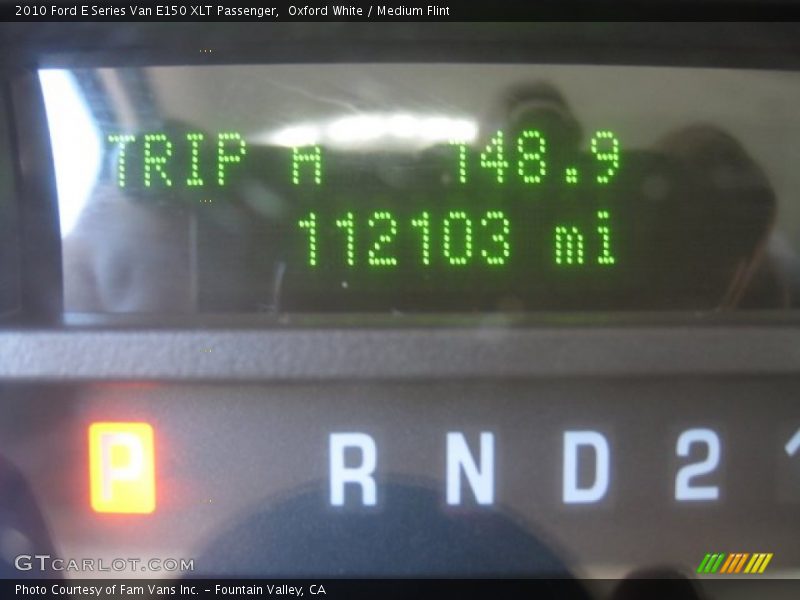 2010 Ford E Series Van E150 XLT Passenger,  Oxford White / Medium Flint
TRIP A 148.9
112103 mi
P R N D 2
GTCARLOT.COM
Photo Courtesy of Fam Vans Inc. - Fountain Valley, CA